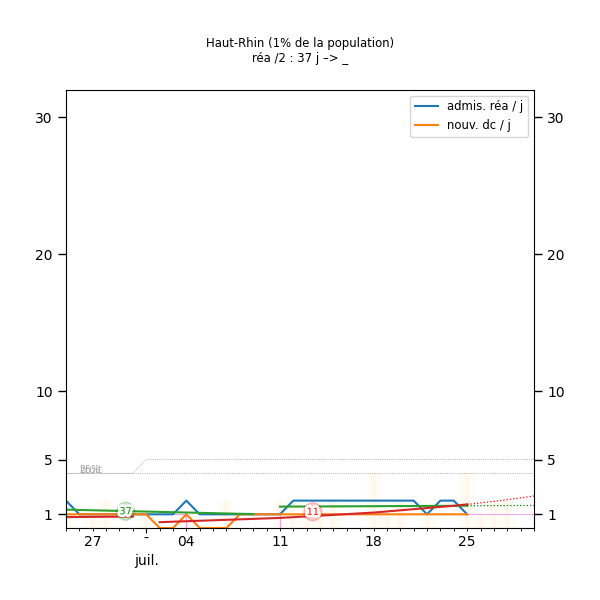 Haut-Rhin (1% de la population)
réa /2 : 37 j –> _
admis. réa / j
nouv. dc / j
30 30
20 20
10 10
5 5
37 11
1 1
27 - 04 11 18 25
juil.